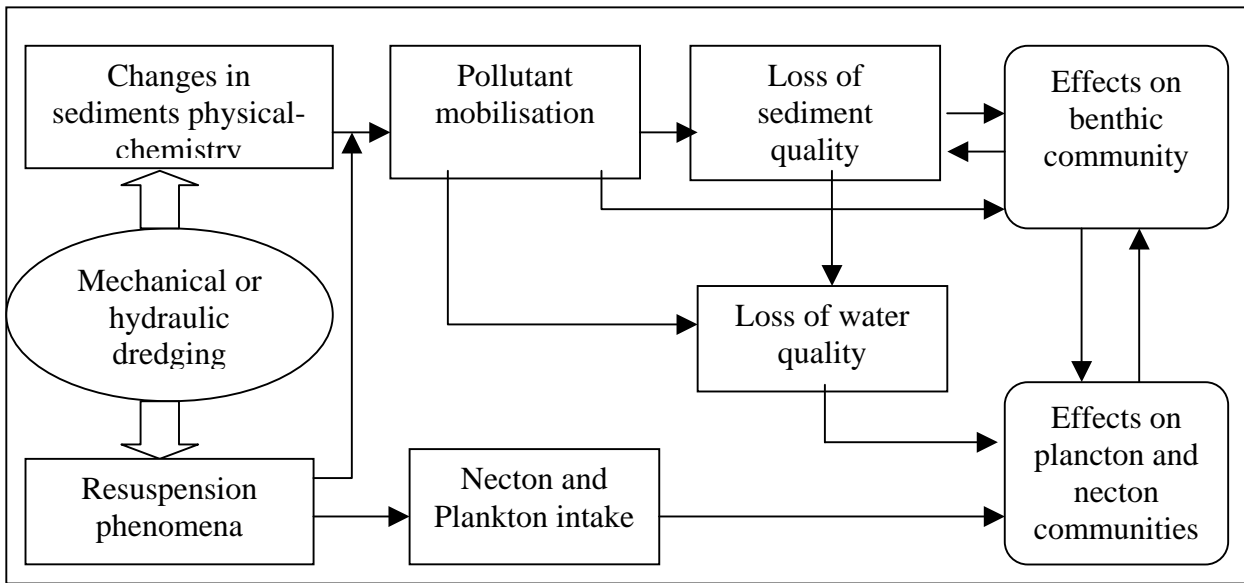 Changes in
sediments physical-
chemistry
Pollutant
mobilisation
Loss of
sediment
quality
Effects on
benthic
community
Mechanical or
hydraulic
dredging
Loss of water
quality
Resuspension
phenomena
Necton and
Plankton intake
Effects on
plancton and
necton
communities